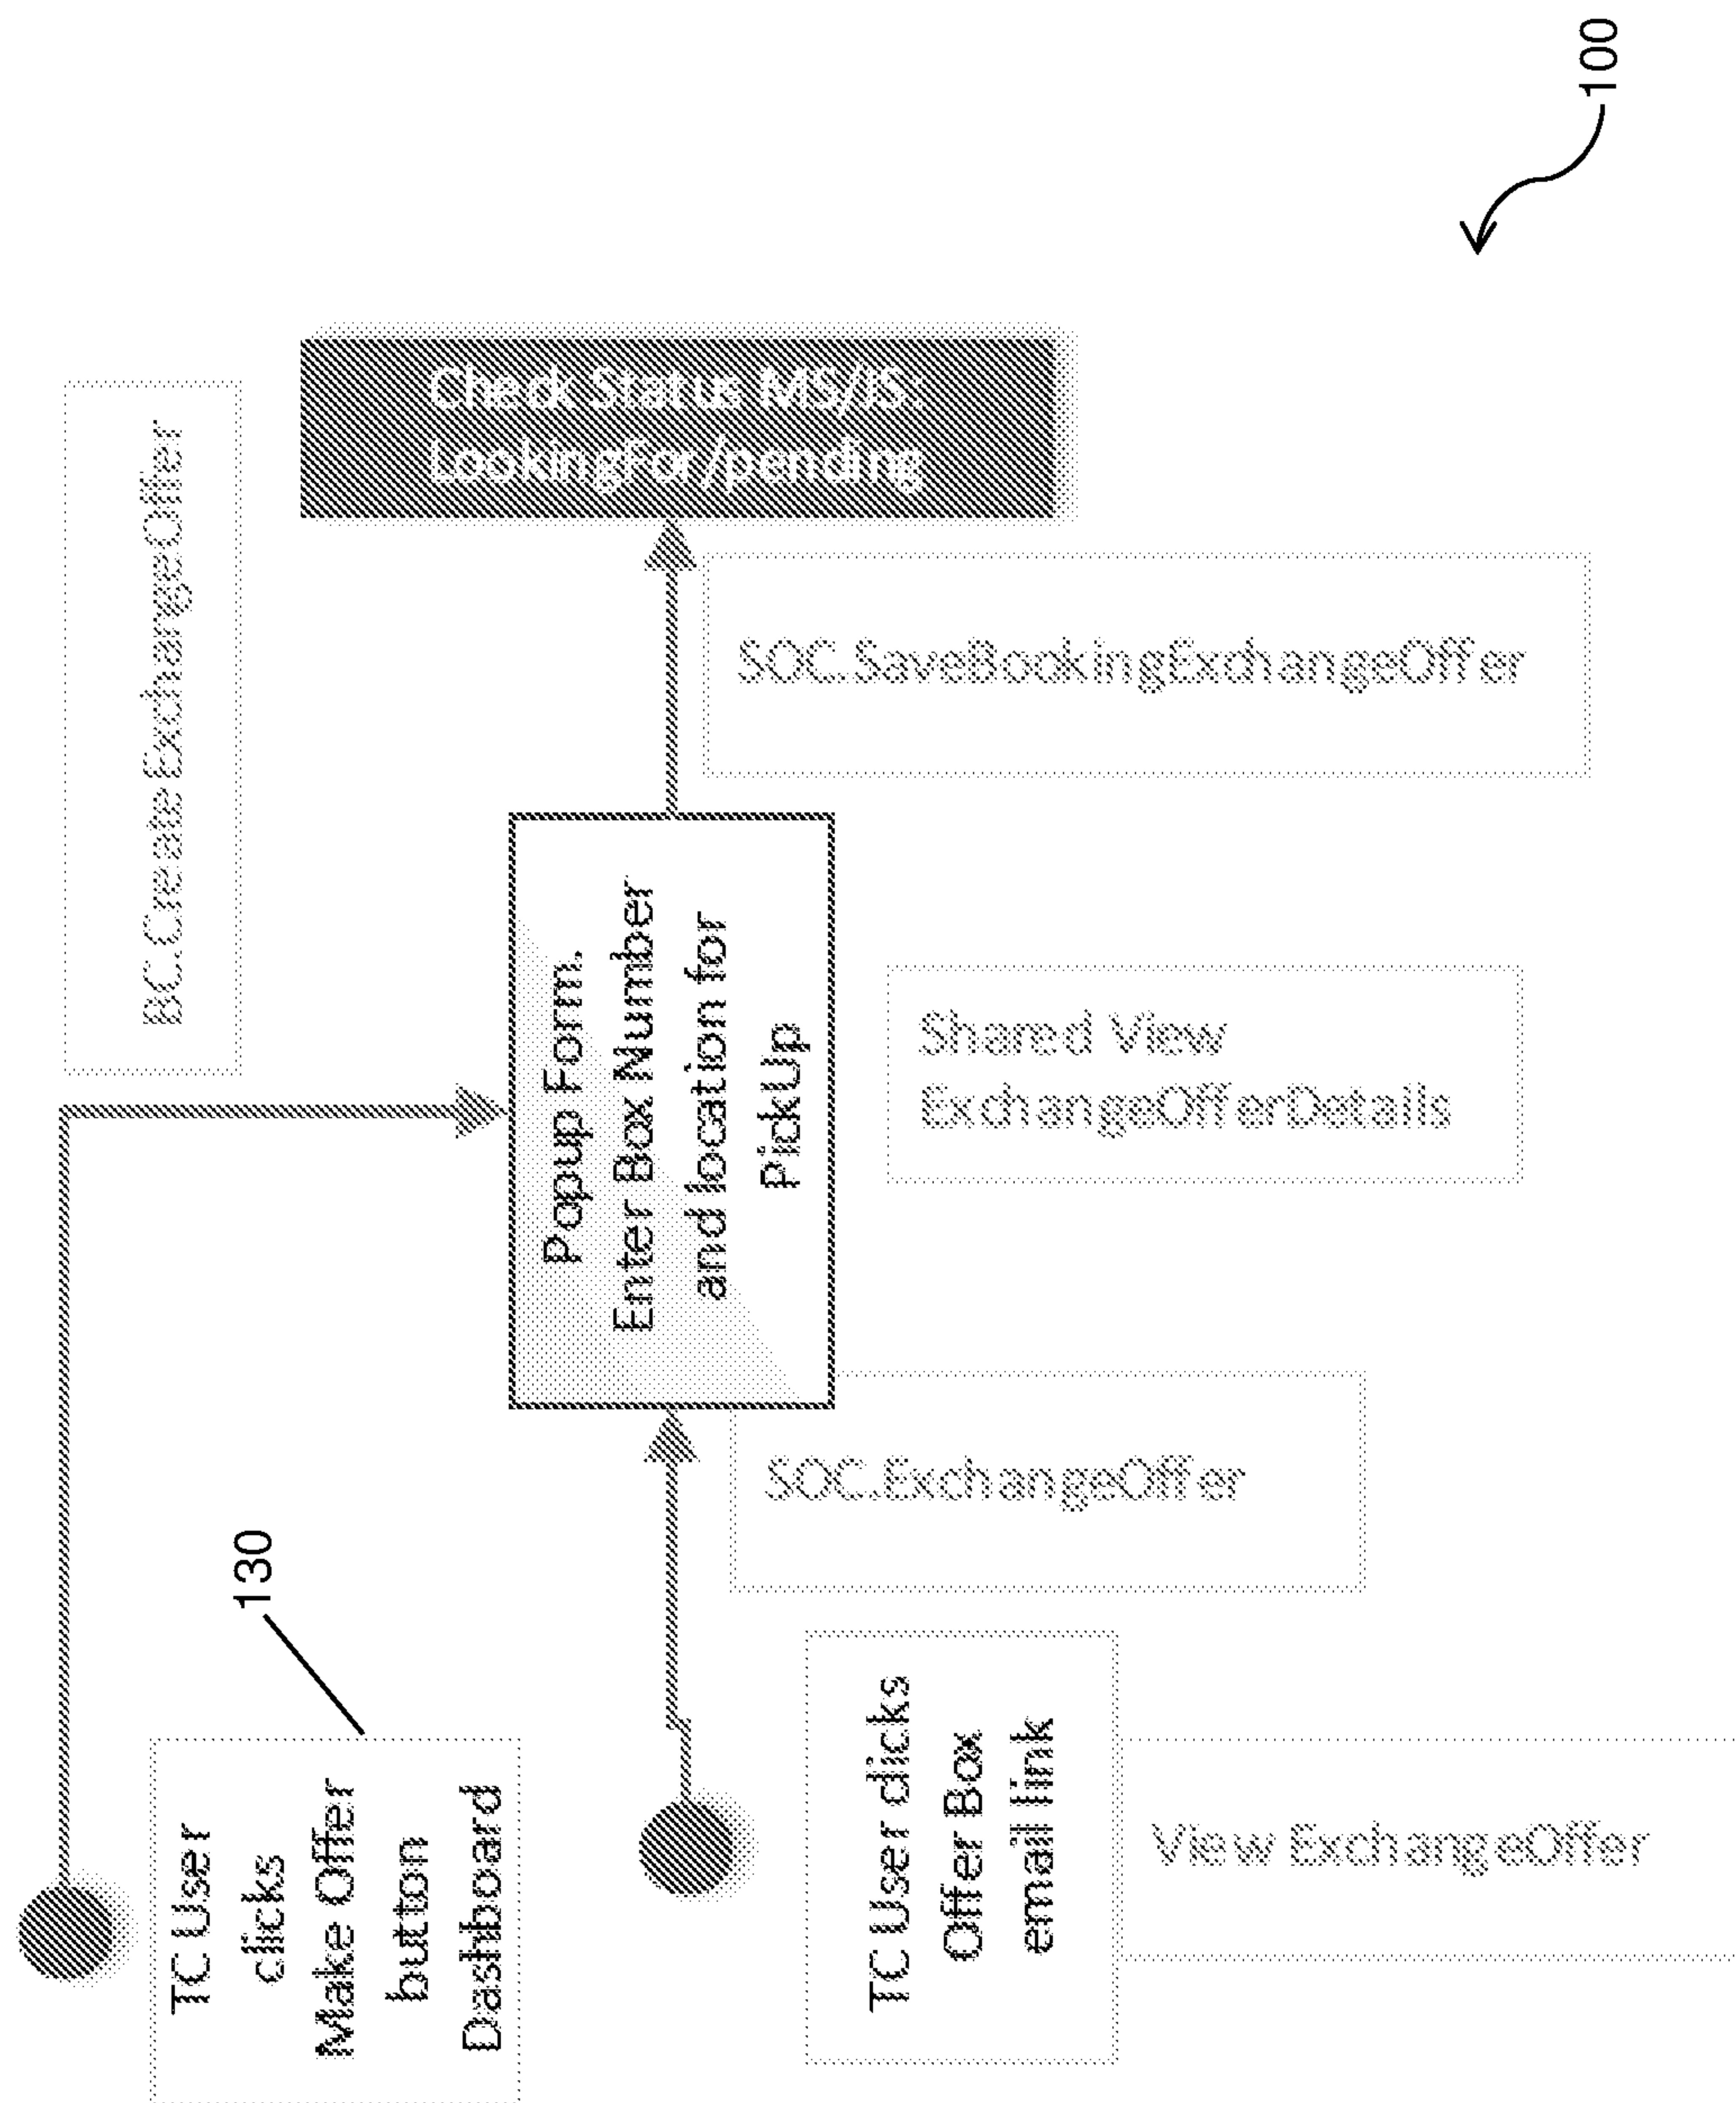 BC.Create ExchangeOffer
TC User
clicks
Make Offer
button
Dashboard
130
Popup Form.
Enter Box Number
and location for
PickUp
Check Status MS/IS:
LookingFor/pending
TC User clicks
Offer Box
email link
SOC.ExchangeOffer
SOC.SaveBookingExchangeOffer
Shared View
ExchangeOfferDetails
View ExchangeOffer
100